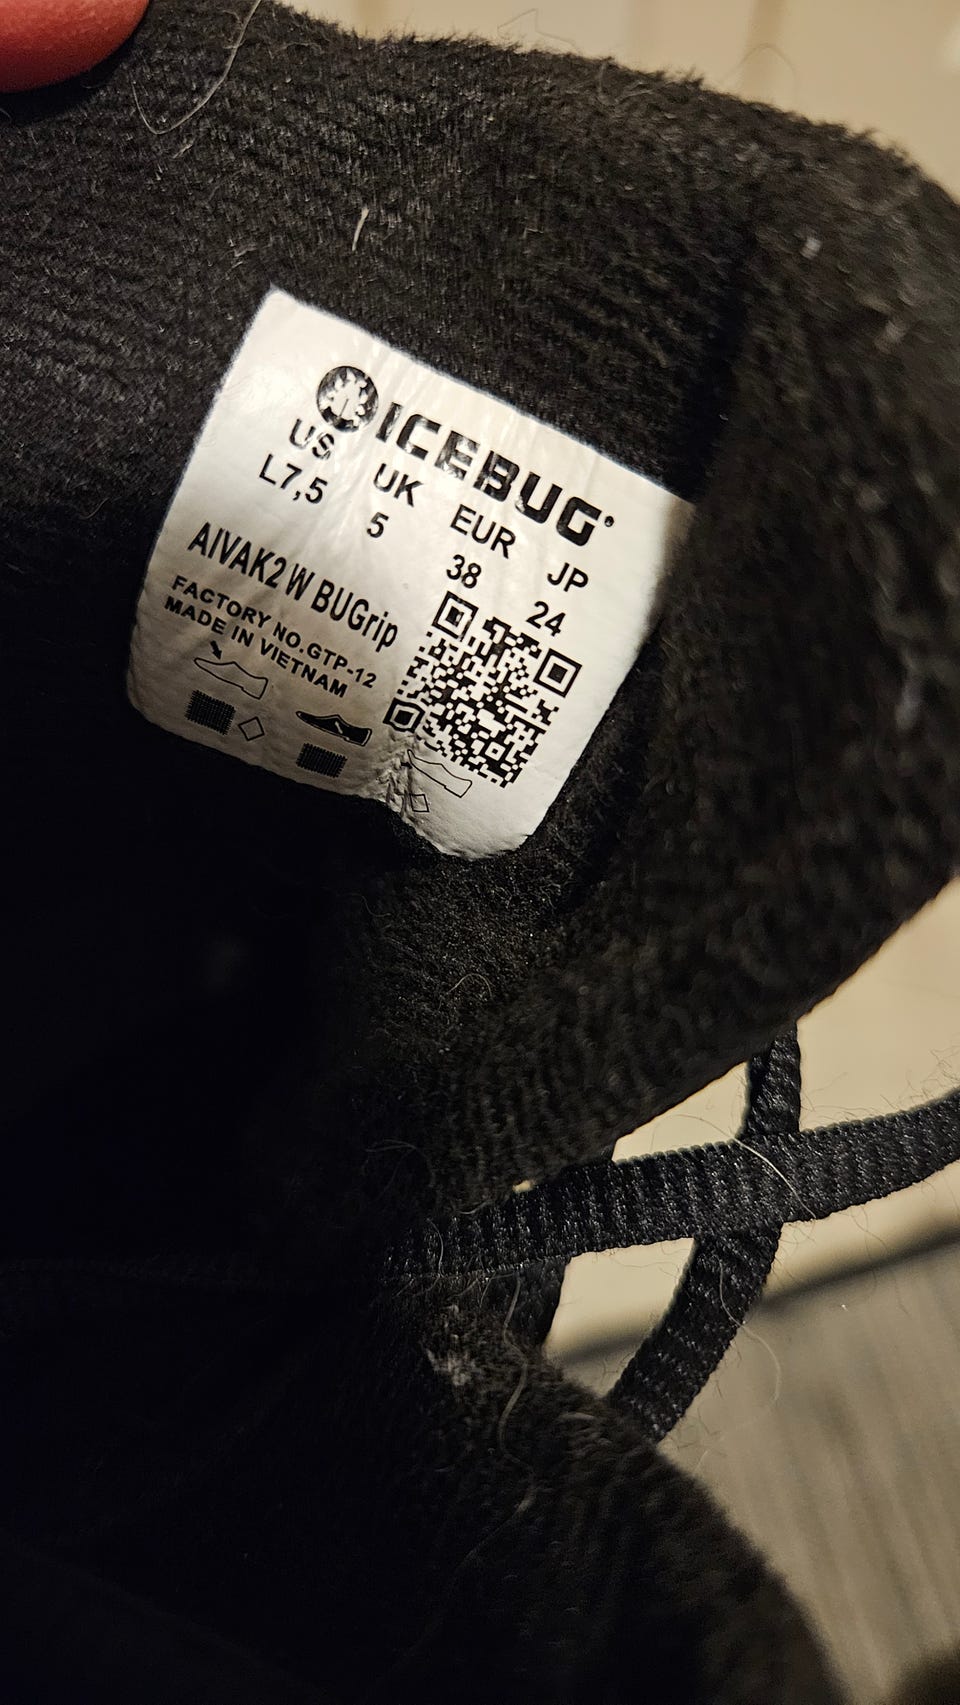 ICEBUG®
US UK EUR JP
L7,5 5 38 24
AIVAK2 W BUGrip
FACTORY NO.GTP-12
MADE IN VIETNAM